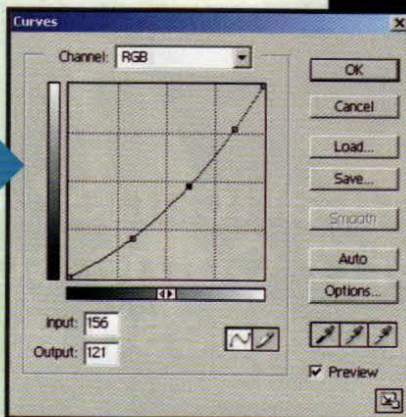 Curves
Channel: RGB
OK
Cancel
Load...
Save...
Smooth
Auto
Options...
Input: 156
Output: 121
Preview